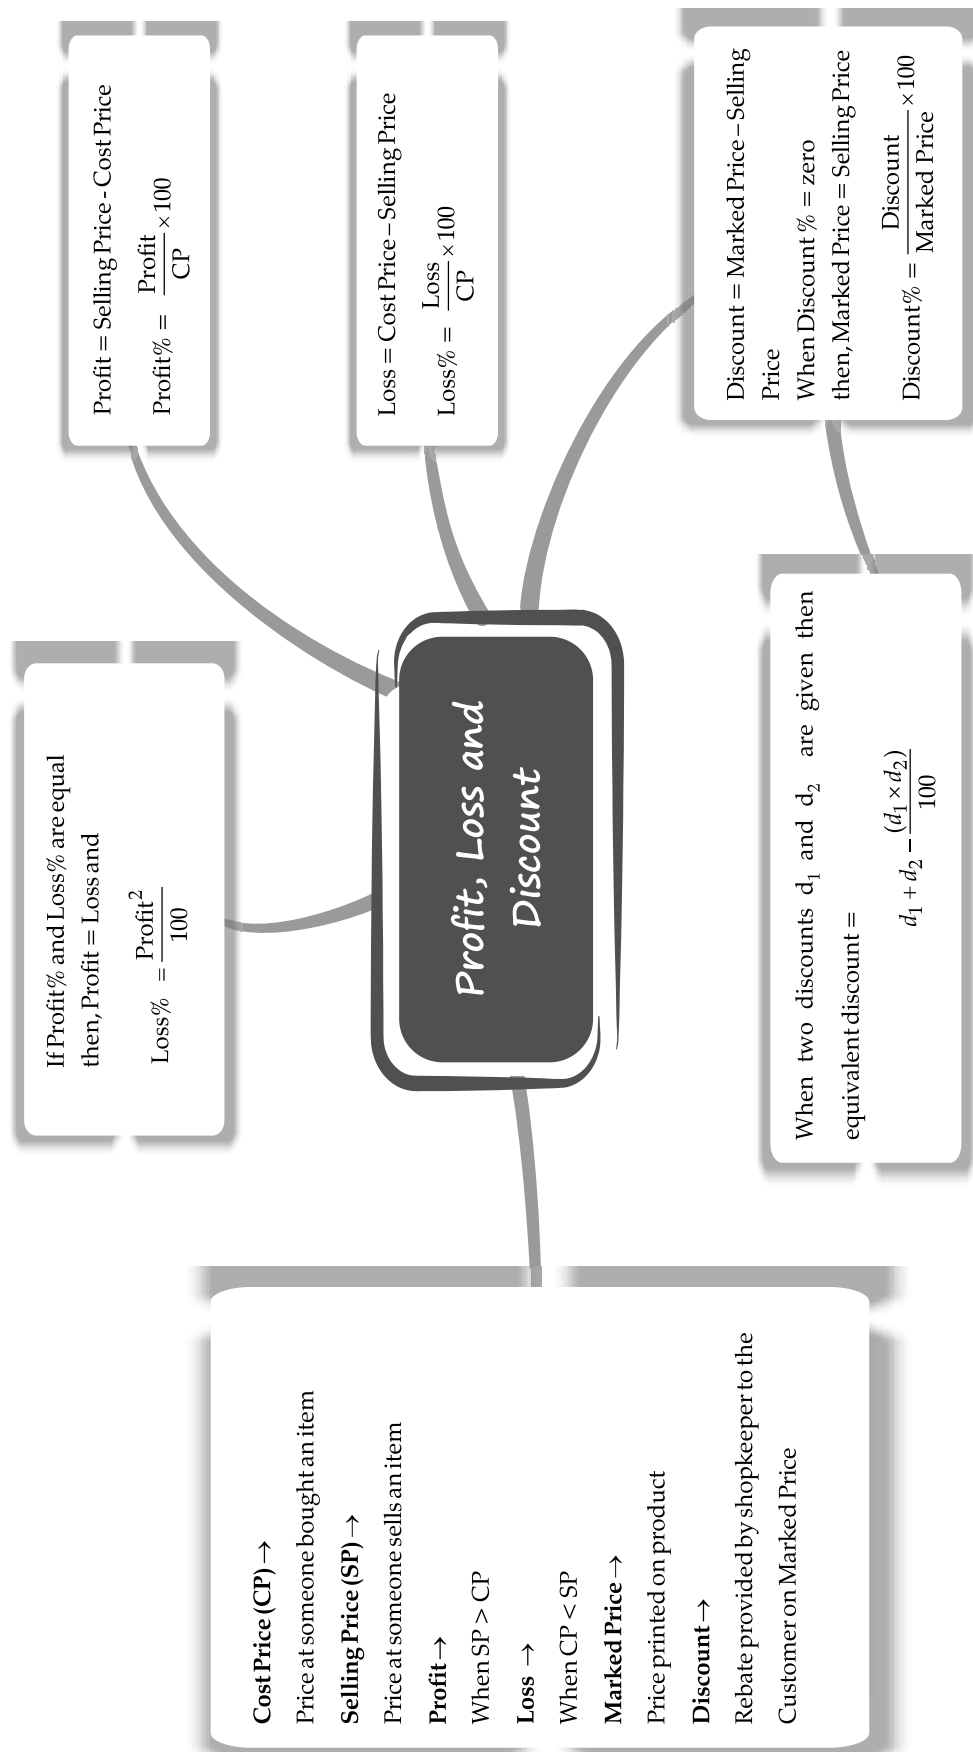 Profit, Loss and
Discount
Cost Price (CP) →
Price at someone bought an item
Selling Price (SP) →
Price at someone sells an item
Profit →
When SP > CP
Loss →
When CP < SP
Marked Price →
Price printed on product
Discount →
Rebate provided by shopkeeper to the
Customer on Marked Price
If Profit% and Loss% are equal
then, Profit = Loss and
Loss% = Profit²/100
Profit = Selling Price - Cost Price
Profit% = Profit/CP ×100
Loss = Cost Price – Selling Price
Loss% = Loss/CP ×100
Discount = Marked Price – Selling
Price
When Discount % = zero
then, Marked Price = Selling Price
Discount% = Discount/Marked Price ×100
When two discounts d₁ and d₂ are given then
equivalent discount =
d₁ + d₂ – (d₁ × d₂)/100